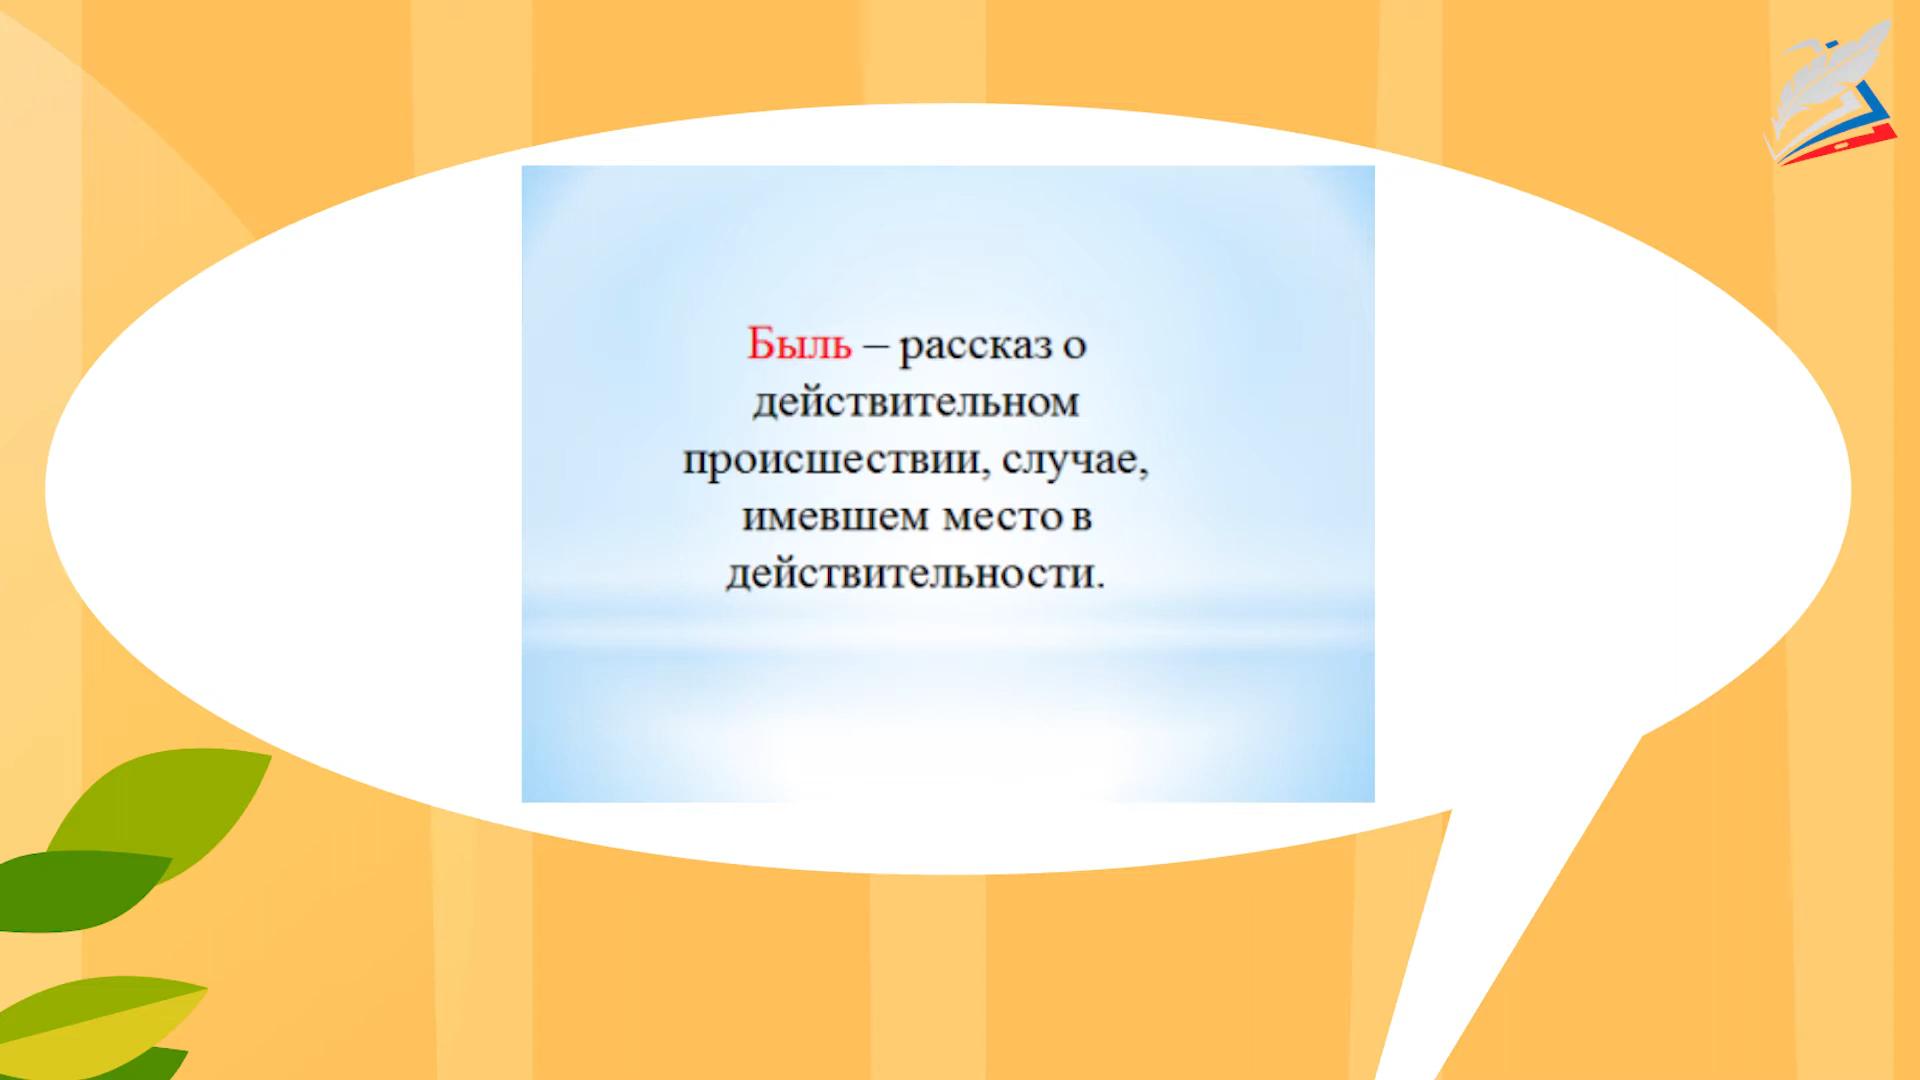 Быль – рассказ о
действительном
происшествии, случае,
имевшем место в
действительности.